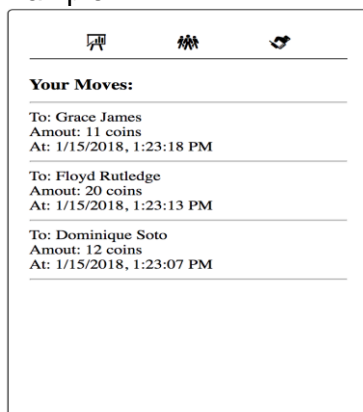 Your Moves:
To: Grace James
Amout: 11 coins
At: 1/15/2018, 1:23:18 PM
To: Floyd Rutledge
Amout: 20 coins
At: 1/15/2018, 1:23:13 PM
To: Dominique Soto
Amout: 12 coins
At: 1/15/2018, 1:23:07 PM